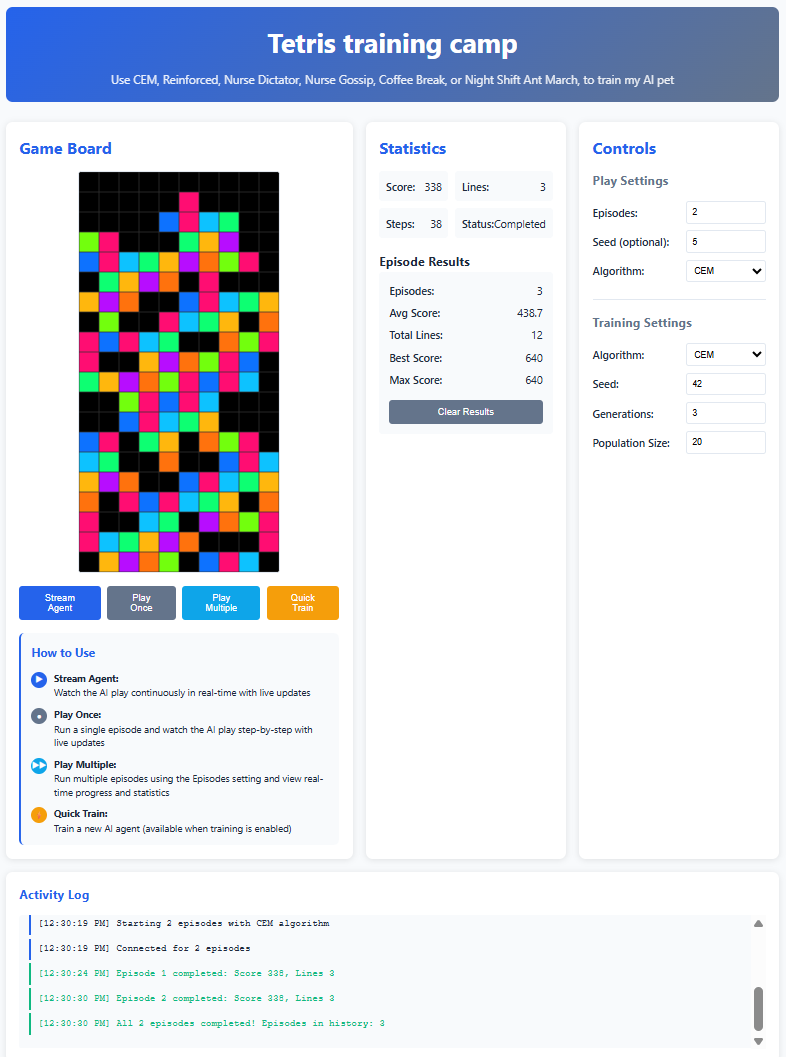 Tetris training camp
Use CEM, Reinforced, Nurse Dictator, Nurse Gossip, Coffee Break, or Night Shift Ant March, to train my AI pet
Game Board
Stream
Agent
Play
Once
Play
Multiple
Quick
Train
How to Use
Stream Agent:
Watch the AI play continuously in real-time with live updates
Play Once:
Run a single episode and watch the AI play step-by-step with
live updates
Play Multiple:
Run multiple episodes using the Episodes setting and view real-
time progress and statistics
Quick Train:
Train a new AI agent (available when training is enabled)
Statistics
Score: 338
Lines: 3
Steps: 38
Status:Completed
Episode Results
Episodes: 3
Avg Score: 438.7
Total Lines: 12
Best Score: 640
Max Score: 640
Clear Results
Controls
Play Settings
Episodes: 2
Seed (optional): 5
Algorithm: CEM
Training Settings
Algorithm: CEM
Seed: 42
Generations: 3
Population Size: 20
Activity Log
[12:30:19 PM] Starting 2 episodes with CEM algorithm
[12:30:19 PM] Connected for 2 episodes
[12:30:24 PM] Episode 1 completed: Score 338, Lines 3
[12:30:30 PM] Episode 2 completed: Score 338, Lines 3
[12:30:30 PM] All 2 episodes completed! Episodes in history: 3